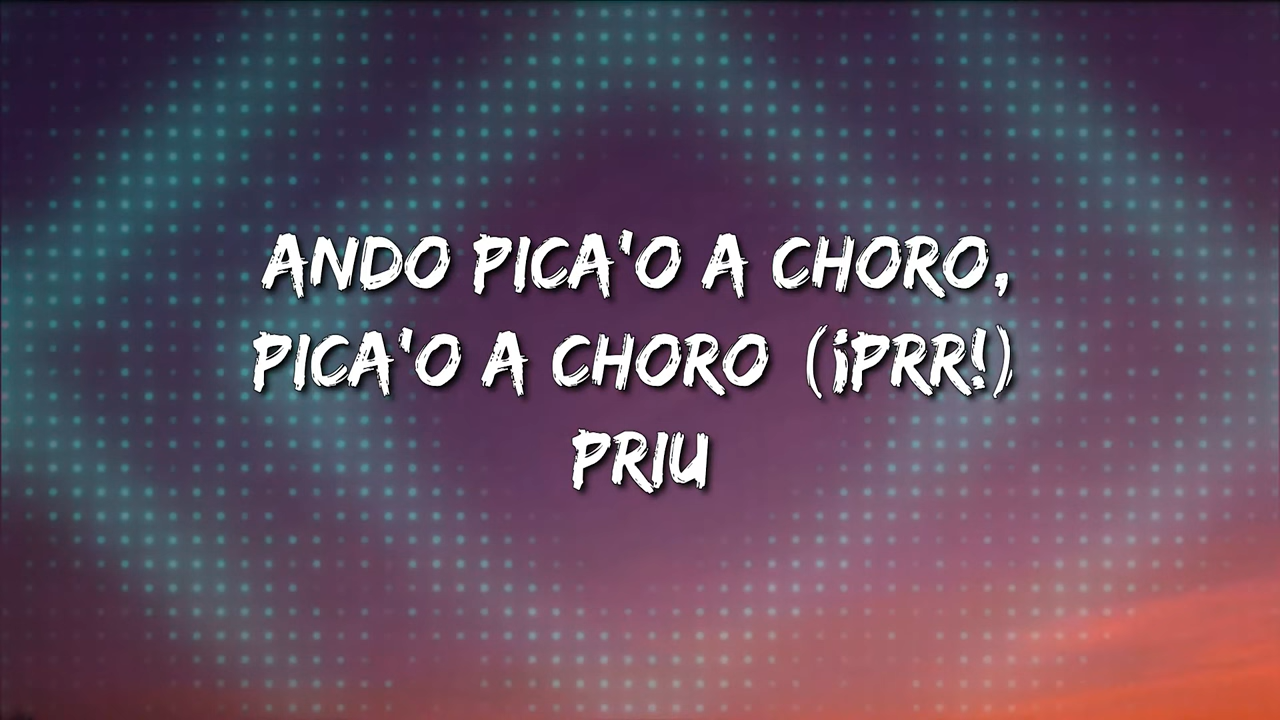 ANDO PICA'O A CHORO,
PICA'O A CHORO (¡PRR!)
PRIU